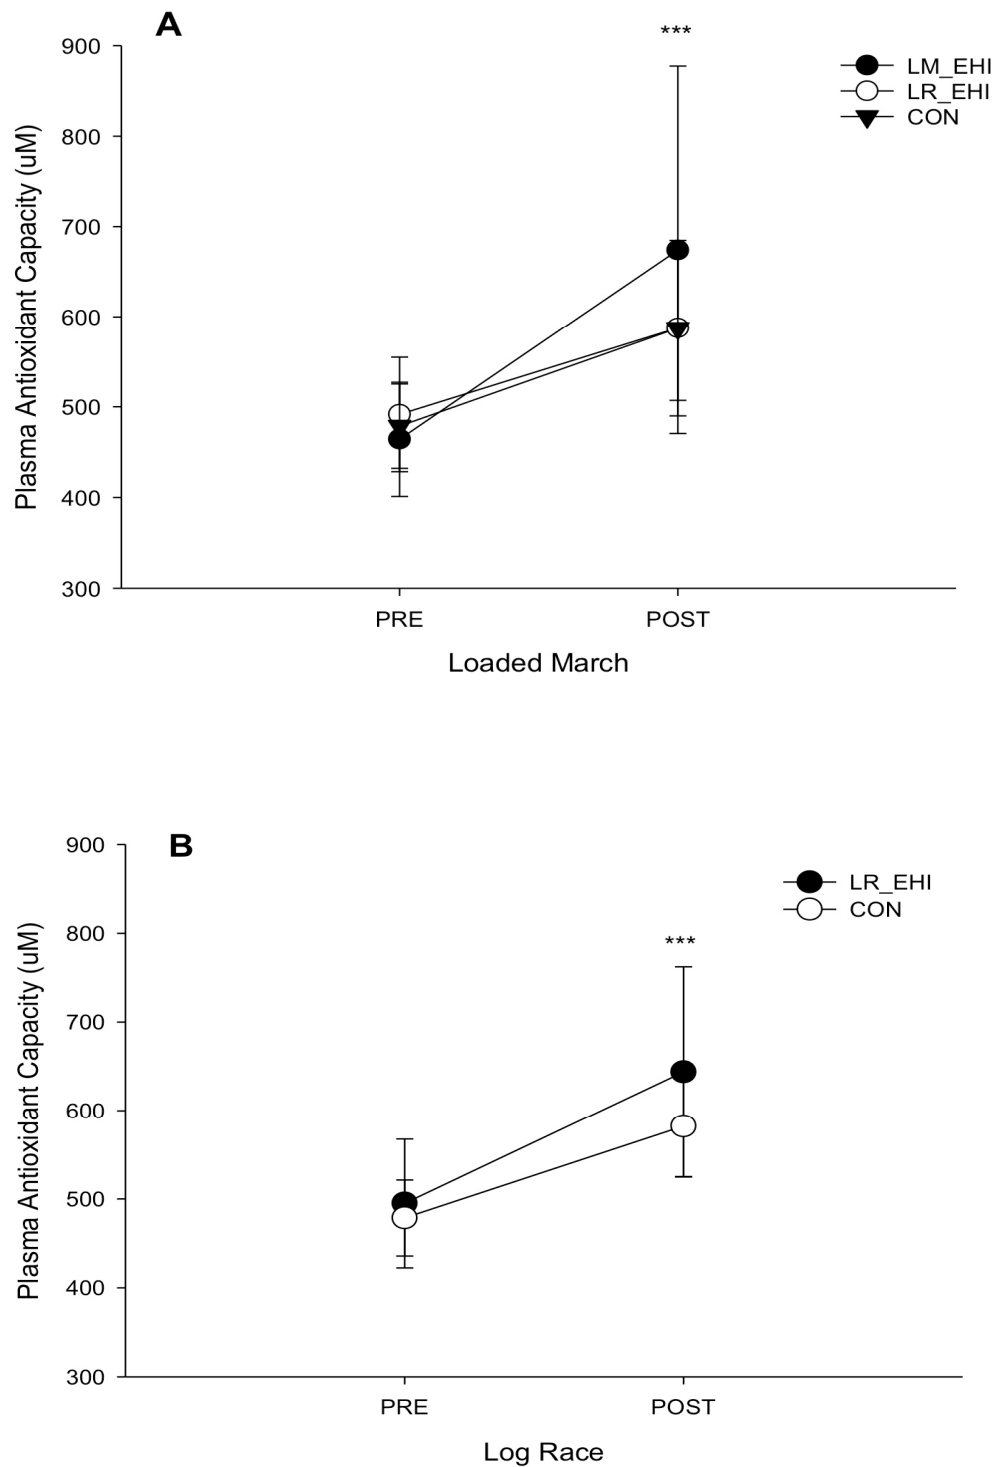 A
***
LM_EHI
LR_EHI
CON
900
800
700
600
500
400
300
Plasma Antioxidant Capacity (uM)
PRE POST
Loaded March
B
LR_EHI
CON
***
900
800
700
600
500
400
300
Plasma Antioxidant Capacity (uM)
PRE POST
Log Race